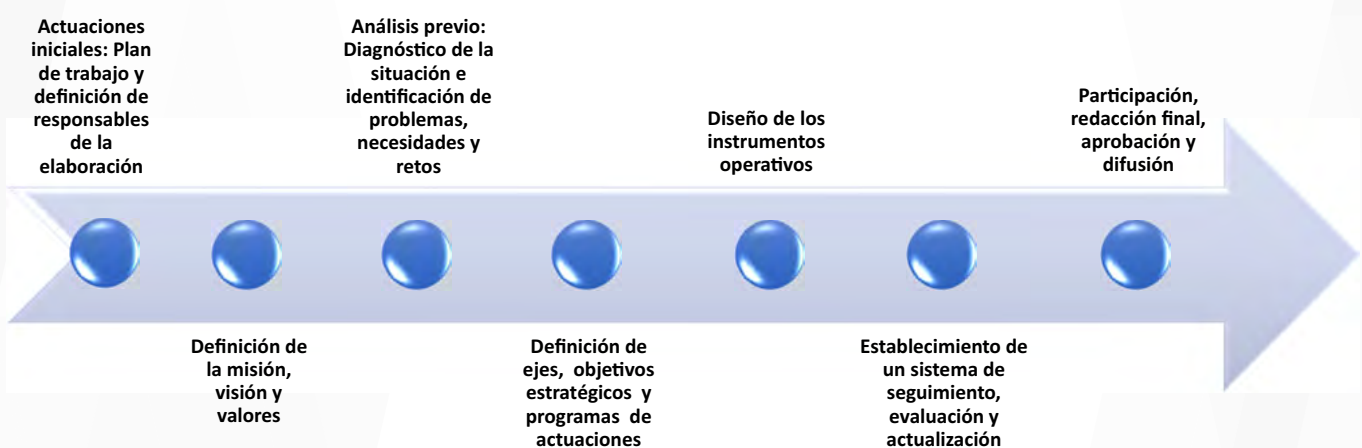 Actuaciones
iniciales: Plan
de trabajo y
definición de
responsables
de la
elaboración
Definición de
la misión,
visión y
valores
Análisis previo:
Diagnóstico de la
situación e
identificación de
problemas,
necesidades y
retos
Definición de
ejes, objetivos
estratégicos y
programas de
actuaciones
Diseño de los
instrumentos
operativos
Establecimiento de
un sistema de
seguimiento,
evaluación y
actualización
Participación,
redacción final,
aprobación y
difusión